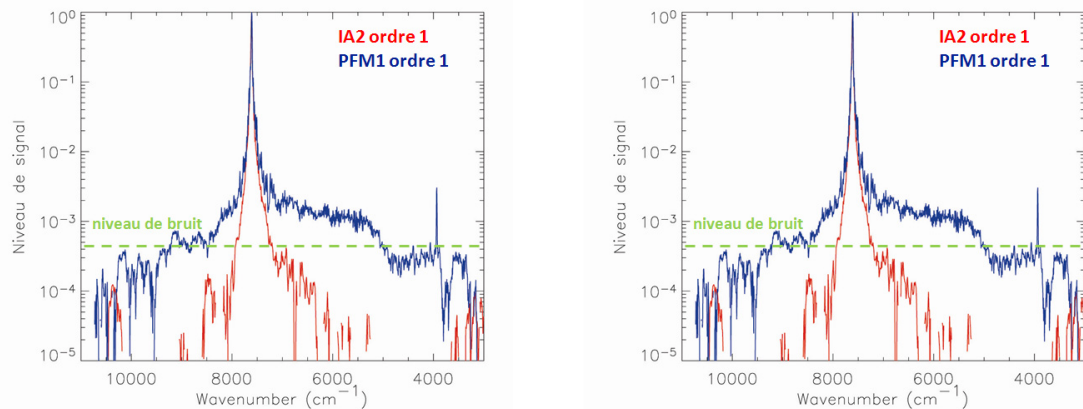 10⁰
IA2 ordre 1
PFM1 ordre 1
10⁻¹
10⁻²
10⁻³
niveau de bruit
10⁻⁴
10⁻⁵
Niveau de signal
10000 8000 6000 4000
Wavenumber (cm⁻¹)
10⁰
IA2 ordre 1
PFM1 ordre 1
10⁻¹
10⁻²
10⁻³
niveau de bruit
10⁻⁴
10⁻⁵
Niveau de signal
10000 8000 6000 4000
Wavenumber (cm⁻¹)